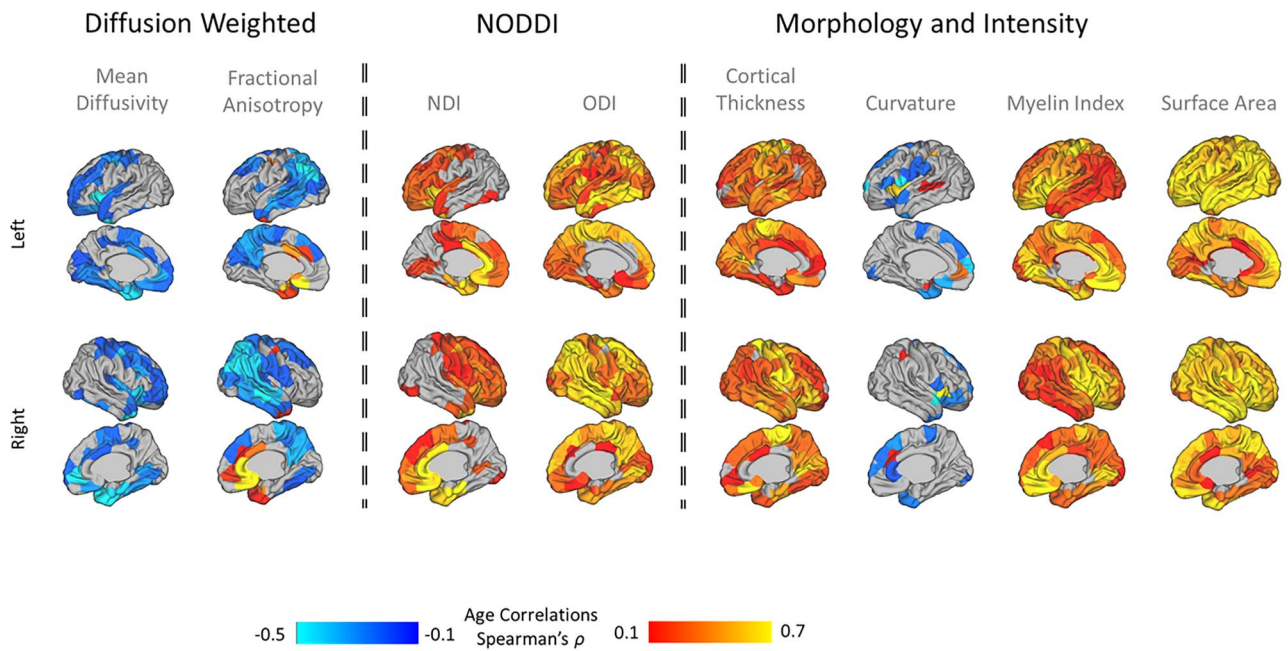 Diffusion Weighted
NODDI
Morphology and Intensity
Mean
Diffusivity
Fractional
Anisotropy
NDI
ODI
Cortical
Thickness
Curvature
Myelin Index
Surface Area
Left
Right
-0.5
-0.1
Age Correlations
Spearman's ρ
0.1
0.7